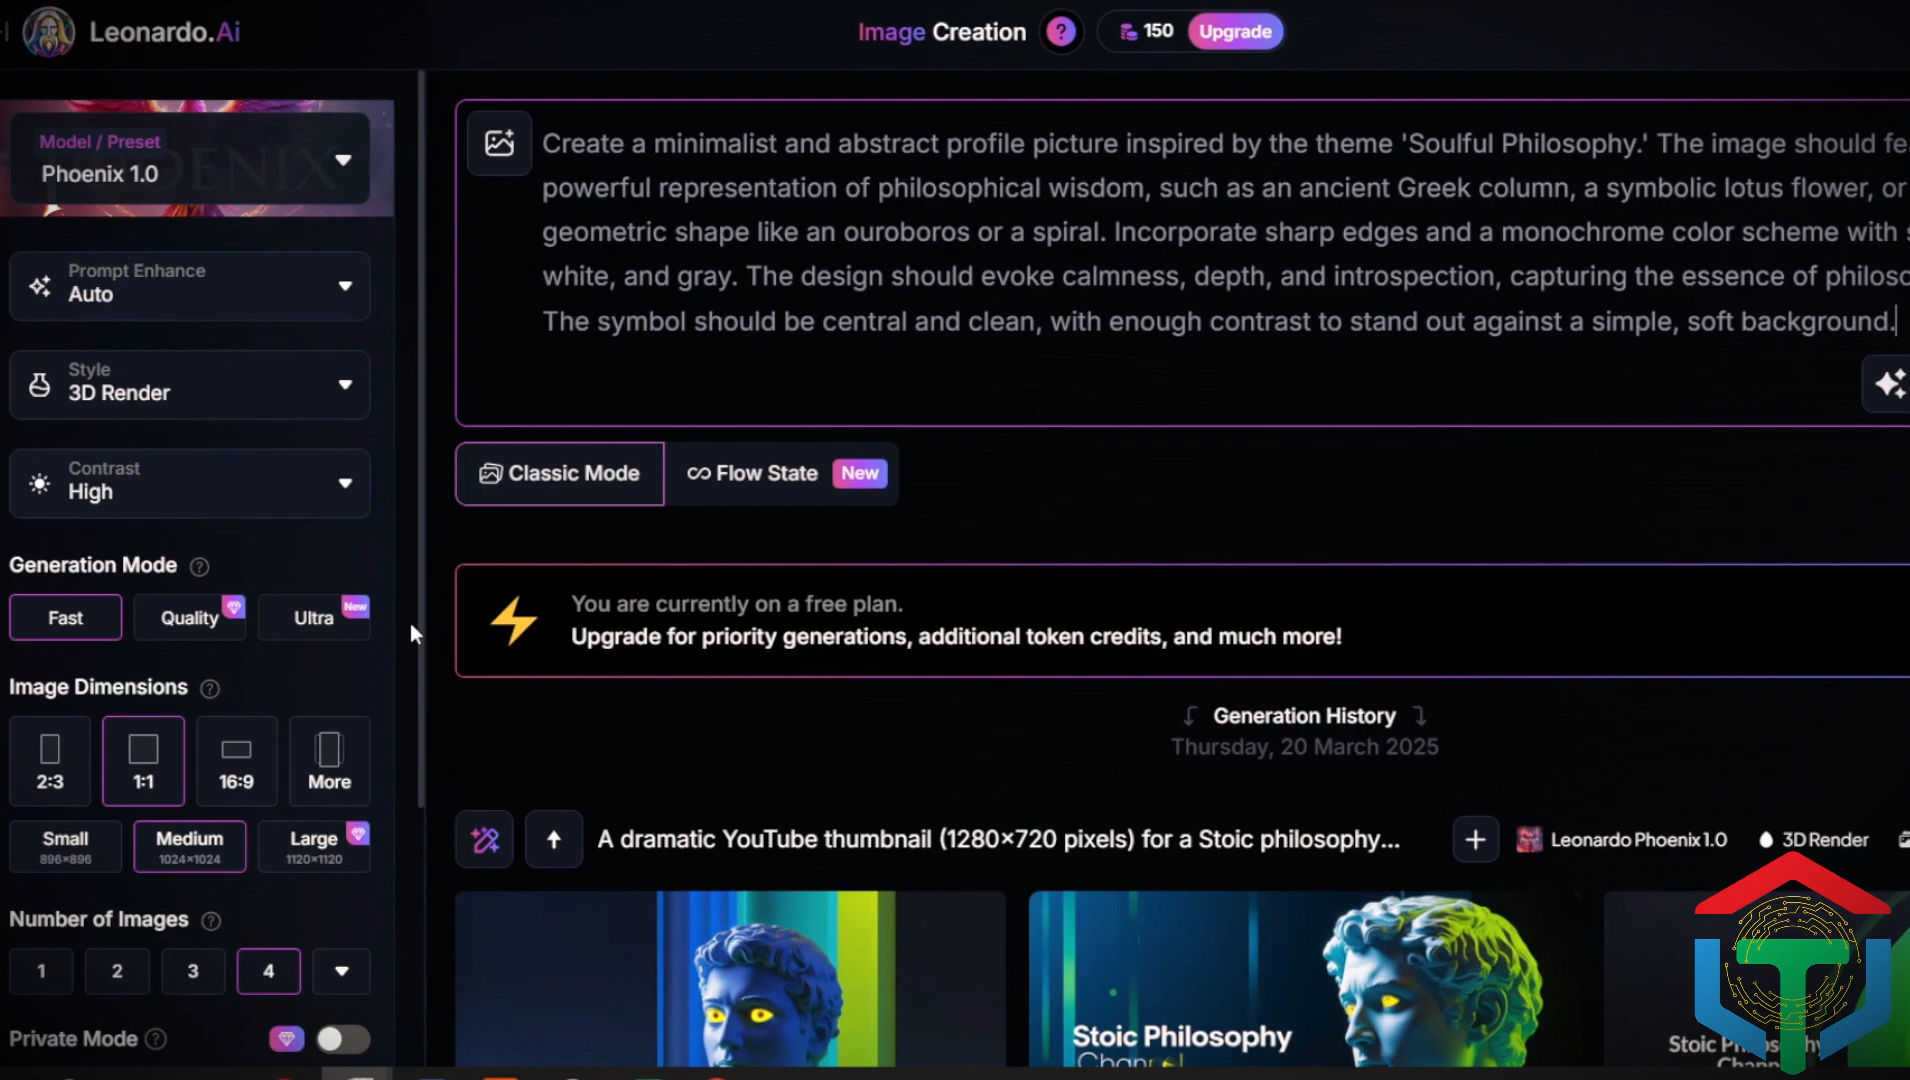 Leonardo.Ai
Image Creation
?
150
Upgrade
Model / Preset
Phoenix 1.0
Prompt Enhance
Auto
Style
3D Render
Contrast
High
Generation Mode ?
Fast
Quality
Ultra
New
Image Dimensions ?
2:3
1:1
16:9
More
Small
896×896
Medium
1024×1024
Large
1120×1120
Number of Images ?
1
2
3
4
Private Mode ?
Create a minimalist and abstract profile picture inspired by the theme 'Soulful Philosophy.' The image should
powerful representation of philosophical wisdom, such as an ancient Greek column, a symbolic lotus flower, or
geometric shape like an ouroboros or a spiral. Incorporate sharp edges and a monochrome color scheme with
white, and gray. The design should evoke calmness, depth, and introspection, capturing the essence of
The symbol should be central and clean, with enough contrast to stand out against a simple, soft background.
Classic Mode
Flow State
New
You are currently on a free plan.
Upgrade for priority generations, additional token credits, and much more!
Generation History
Thursday, 20 March 2025
A dramatic YouTube thumbnail (1280×720 pixels) for a Stoic philosophy...
Leonardo Phoenix 1.0
3D Render
Stoic Philosophy
Channel
Stoic